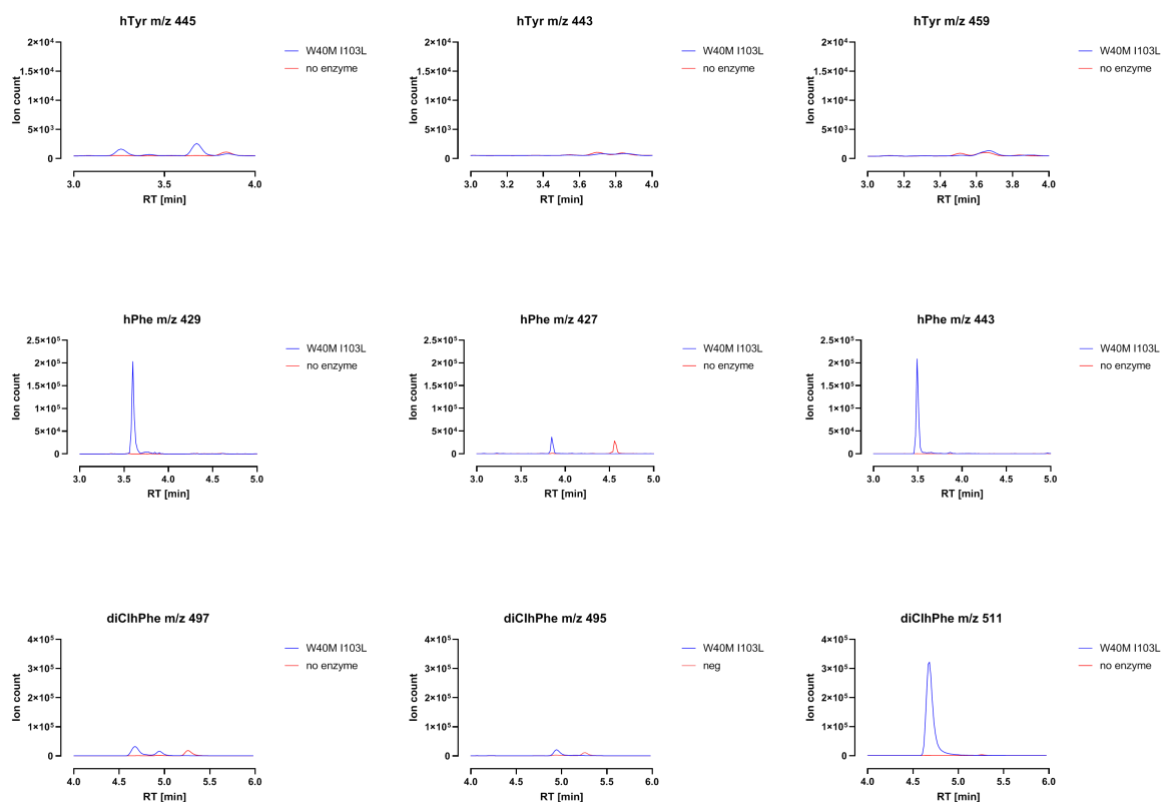 hTyr m/z 445
2×10⁴
1.5×10⁴
1×10⁴
5×10³
0
Ion count
3.0 3.5 4.0
RT [min]
W40M I103L
no enzyme
hTyr m/z 443
2×10⁴
1.5×10⁴
1×10⁴
5×10³
0
Ion count
3.0 3.2 3.4 3.6 3.8 4.0
RT [min]
W40M I103L
no enzyme
hTyr m/z 459
2×10⁴
1.5×10⁴
1×10⁴
5×10³
0
Ion count
3.0 3.2 3.4 3.6 3.8 4.0
RT [min]
W40M I103L
no enzyme
hPhe m/z 429
2.5×10⁵
2×10⁵
1.5×10⁵
1×10⁵
5×10⁴
0
Ion count
3.0 3.5 4.0 4.5 5.0
RT [min]
W40M I103L
no enzyme
hPhe m/z 427
2.5×10⁵
2×10⁵
1.5×10⁵
1×10⁵
5×10⁴
0
Ion count
3.0 3.5 4.0 4.5 5.0
RT [min]
W40M I103L
no enzyme
hPhe m/z 443
2.5×10⁵
2×10⁵
1.5×10⁵
1×10⁵
5×10⁴
0
Ion count
3.0 3.5 4.0 4.5 5.0
RT [min]
W40M I103L
no enzyme
diClhPhe m/z 497
4×10⁵
3×10⁵
2×10⁵
1×10⁵
0
Ion count
4.0 4.5 5.0 5.5 6.0
RT [min]
W40M I103L
no enzyme
diClhPhe m/z 495
4×10⁵
3×10⁵
2×10⁵
1×10⁵
0
Ion count
4.0 4.5 5.0 5.5 6.0
RT [min]
W40M I103L
neg
diClhPhe m/z 511
4×10⁵
3×10⁵
2×10⁵
1×10⁵
0
Ion count
4.0 4.5 5.0 5.5 6.0
RT [min]
W40M I103L
no enzyme